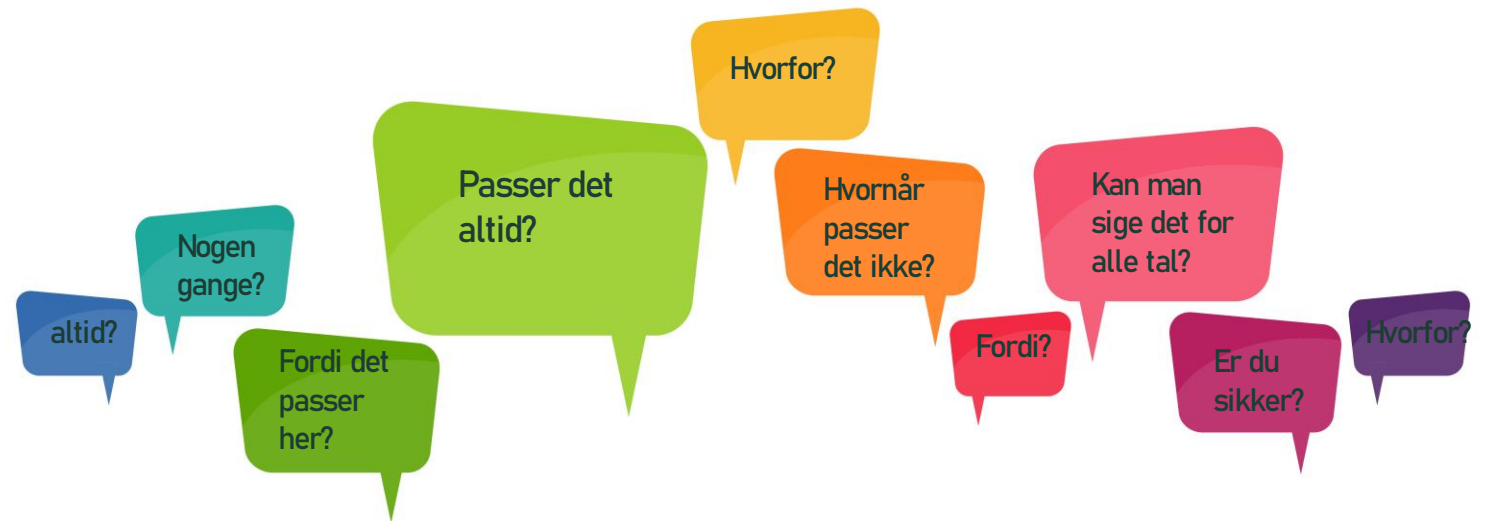 altid?
Nogen
gange?
Fordi det
passer
her?
Passer det
altid?
Hvorfor?
Hvornår
passer
det ikke?
Fordi?
Kan man
sige det for
alle tal?
Er du
sikker?
Hvorfor?